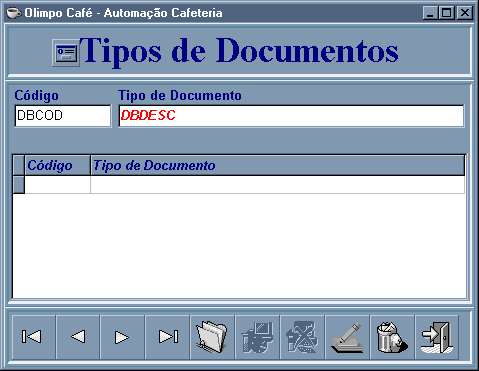 Olimpo Café - Automação Cafeteria
Tipos de Documentos
Código Tipo de Documento
DBCOD DBDESC
Código Tipo de Documento